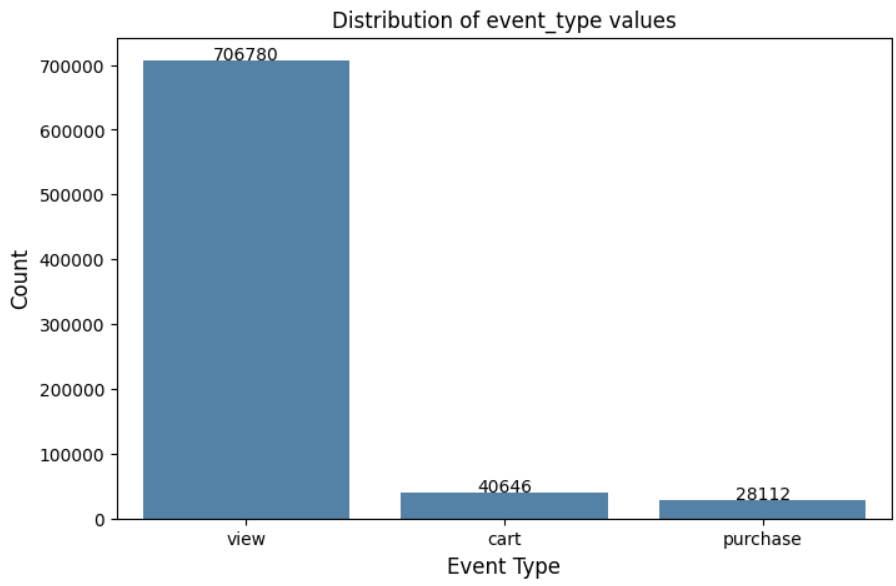 Distribution of event_type values
706780
700000
600000
500000
400000
300000
200000
100000
0
40646
28112
Count
view
cart
purchase
Event Type